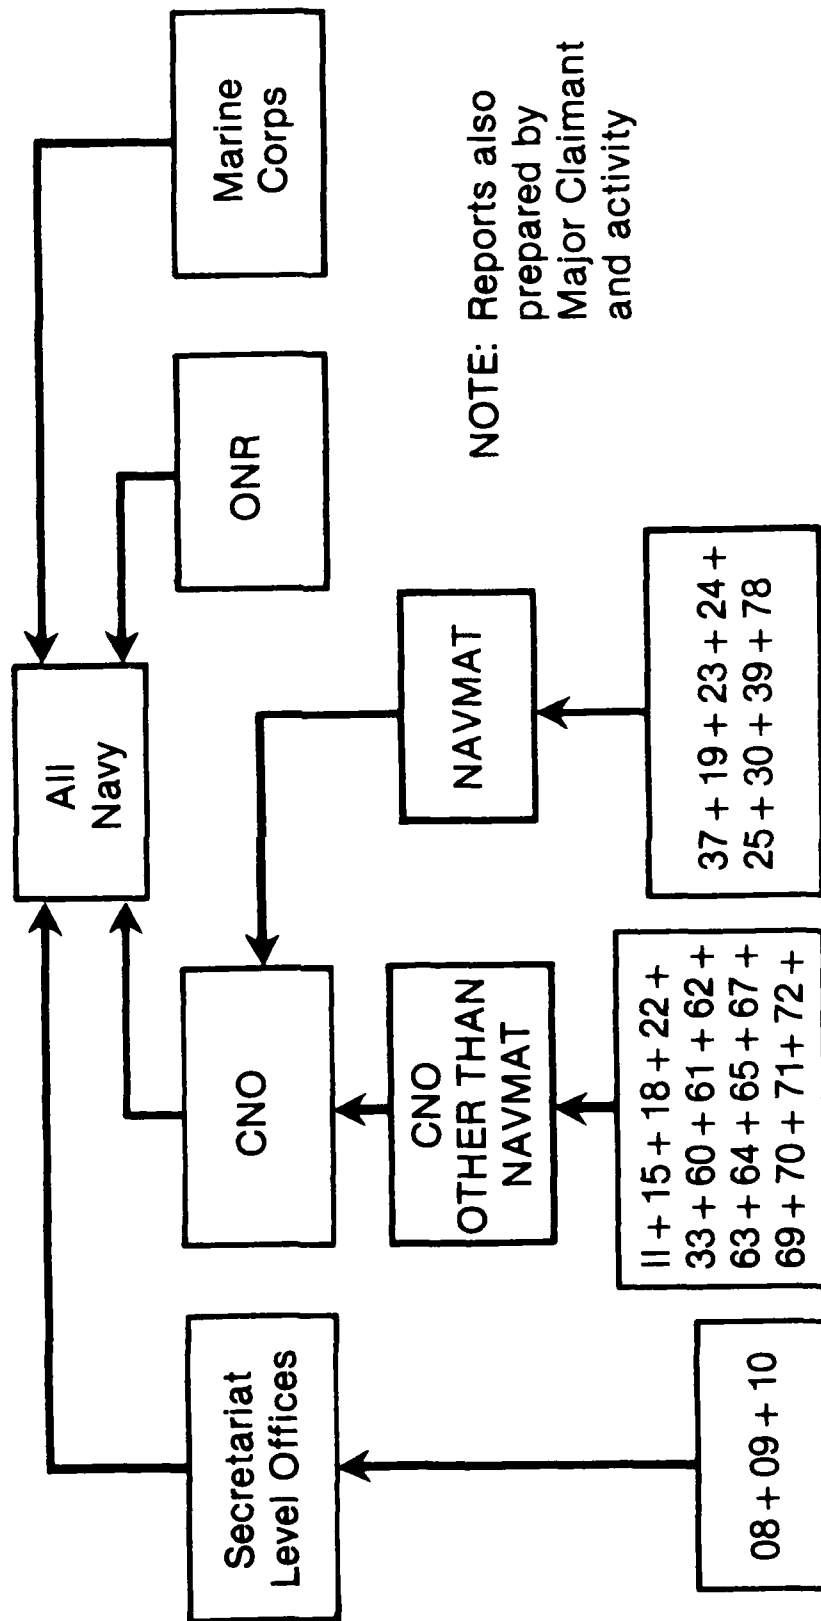 All
Navy
Secretariat
Level Offices
CNO
ONR
Marine
Corps
CNO
OTHER THAN
NAVMAT
NAVMAT
08 + 09 + 10
11 + 15 + 18 + 22 +
33 + 60 + 61 + 62 +
63 + 64 + 65 + 67 +
69 + 70 + 71 + 72 +
37 + 19 + 23 + 24 +
25 + 30 + 39 + 78
NOTE: Reports also
prepared by
Major Claimant
and activity